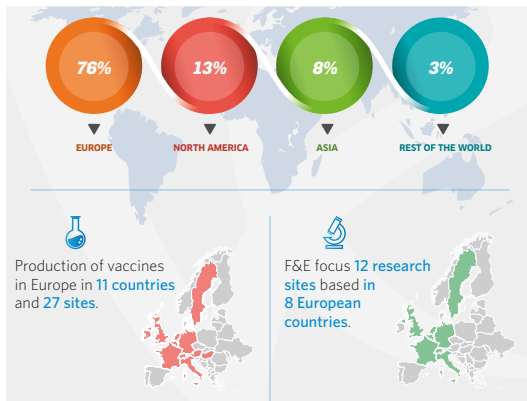 76%
13%
8%
3%
EUROPE
NORTH AMERICA
ASIA
REST OF THE WORLD
Production of vaccines
in Europe in 11 countries
and 27 sites.
F&E focus 12 research
sites based in
8 European
countries.